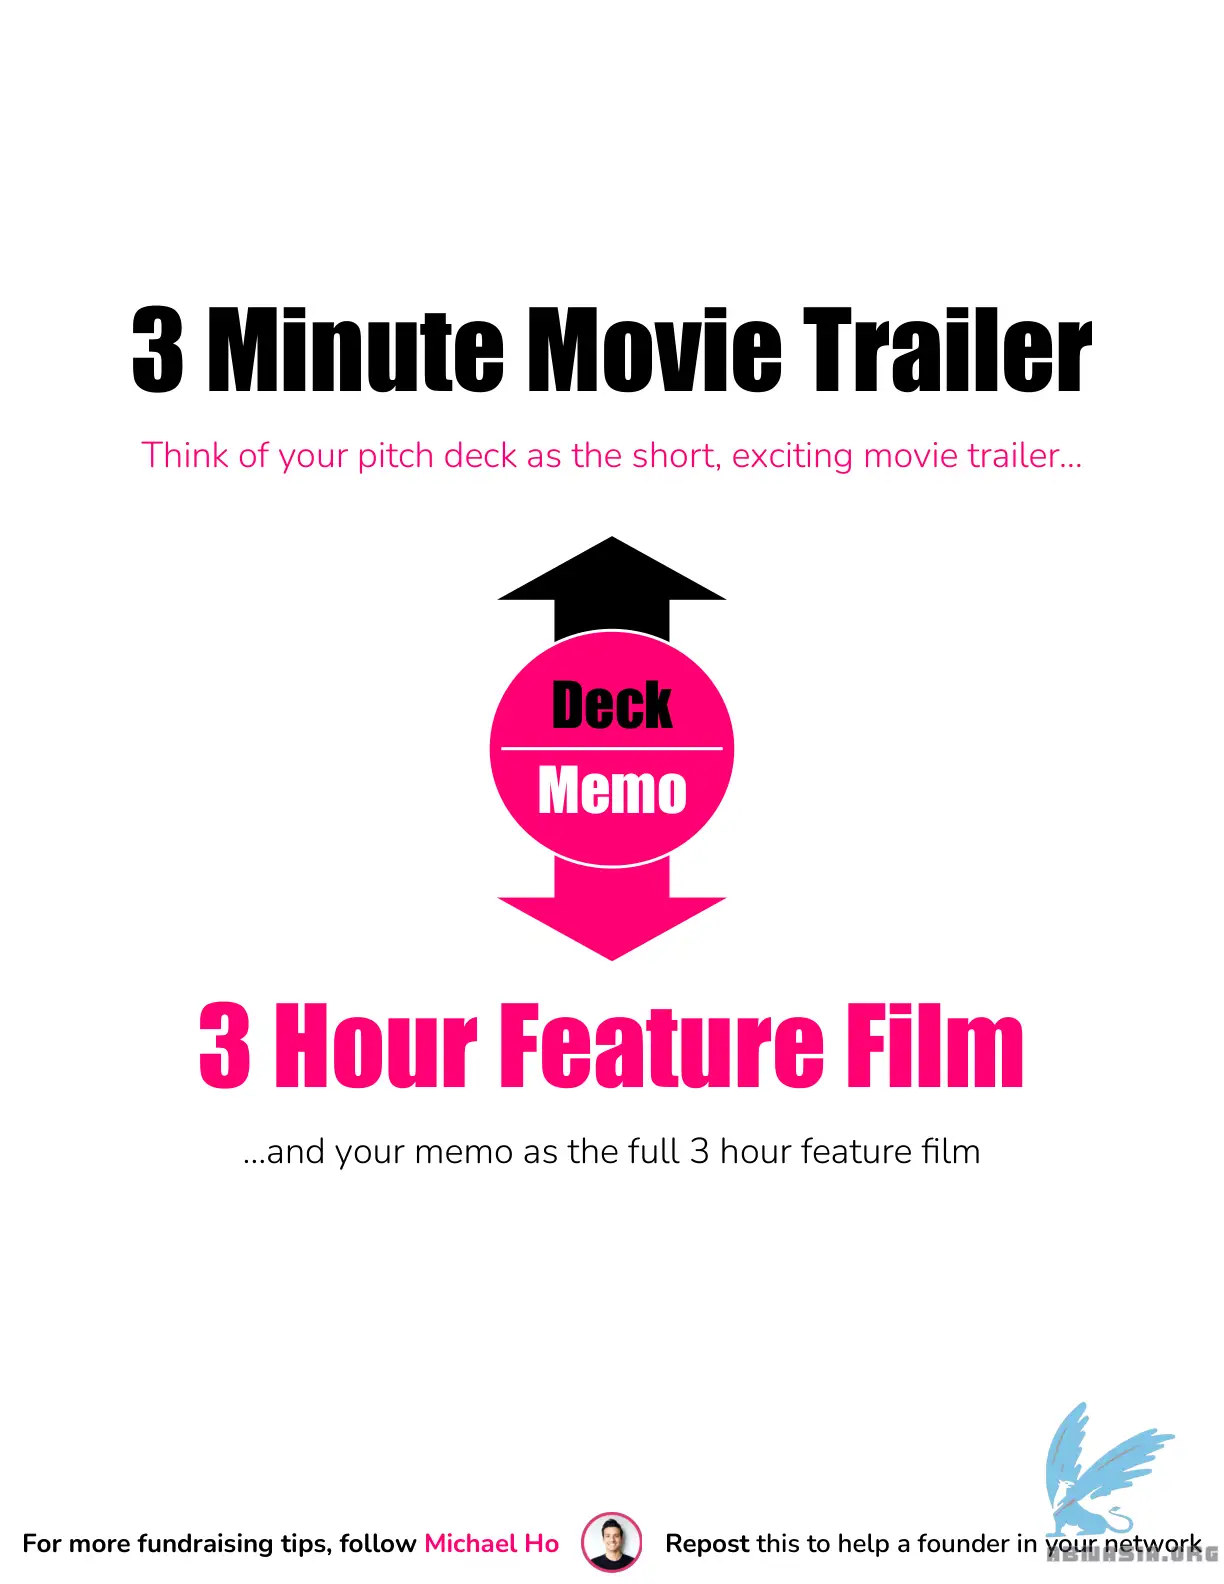 3 Minute Movie Trailer
Think of your pitch deck as the short, exciting movie trailer...
Deck
Memo
3 Hour Feature Film
...and your memo as the full 3 hour feature film
For more fundraising tips, follow Michael Ho
Repost this to help a founder in your network
ABNASIA.ORG